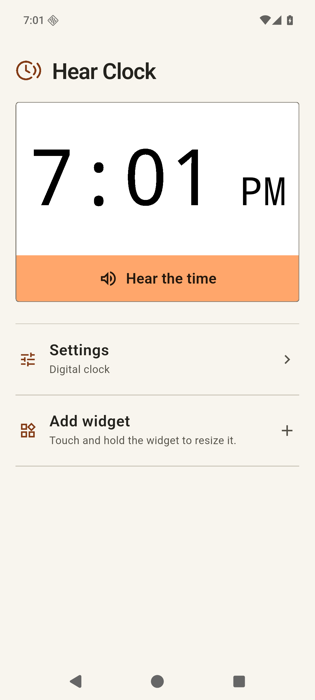 7:01
Hear Clock
7:01 PM
Hear the time
Settings
Digital clock
Add widget
Touch and hold the widget to resize it.